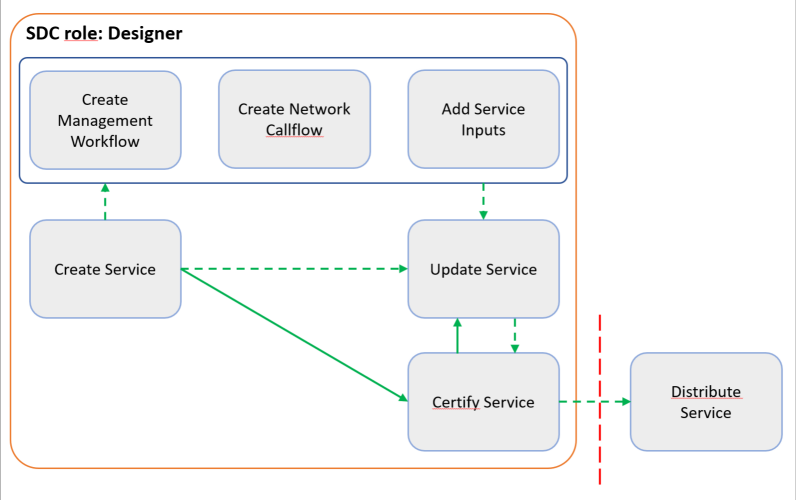 SDC role: Designer
Create
Management
Workflow
Create Network
Callflow
Add Service
Inputs
Create Service
Update Service
Certify Service
Distribute
Service